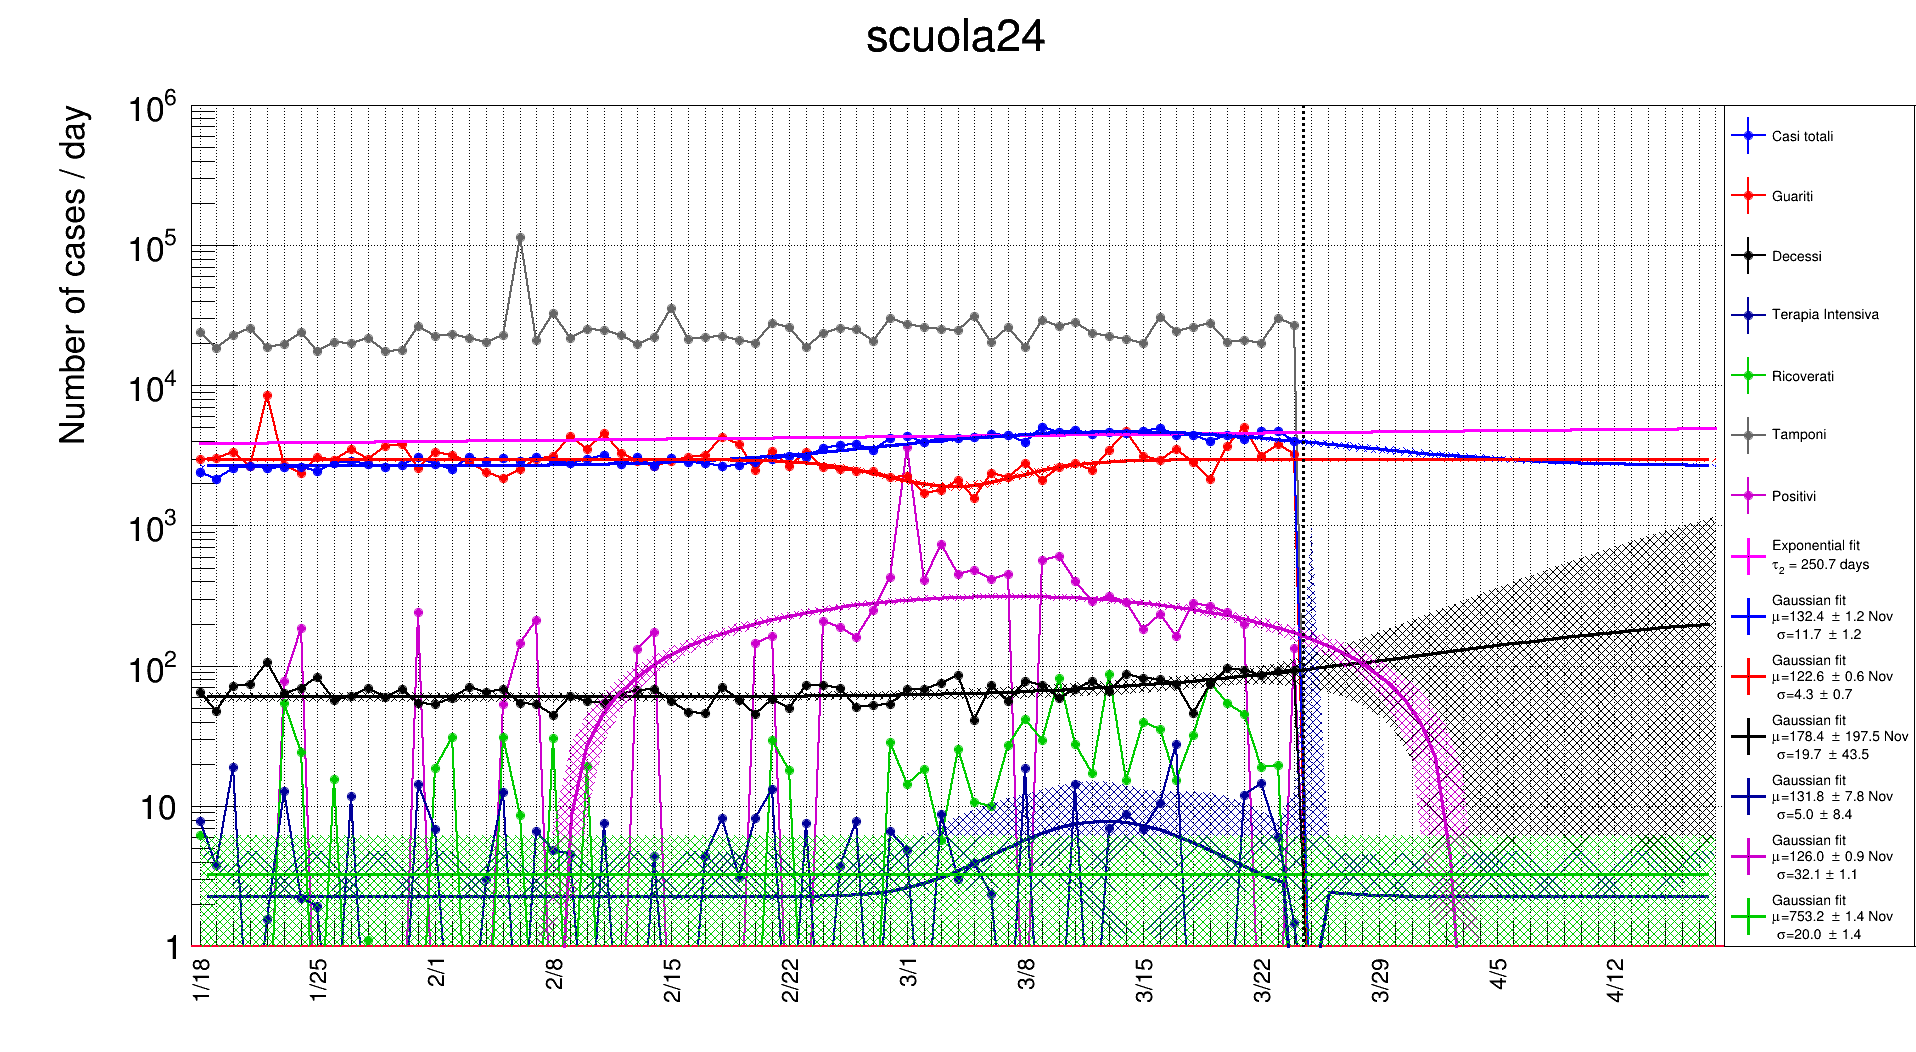 scuola24
Number of cases / day
10^6
10^5
10^4
10^3
10^2
10
1
1/18
1/25
2/1
2/8
2/15
2/22
3/1
3/8
3/15
3/22
3/29
4/5
4/12
Casi totali
Guariti
Decessi
Terapia Intensiva
Ricoverati
Tamponi
Positivi
Exponential fit
τ2 = 250.7 days
Gaussian fit
μ=132.4 ± 1.2 Nov
σ=11.7 ± 1.2
Gaussian fit
μ=122.6 ± 0.6 Nov
σ=4.3 ± 0.7
Gaussian fit
μ=178.4 ± 197.5 Nov
σ=19.7 ± 43.5
Gaussian fit
μ=131.8 ± 7.8 Nov
σ=5.0 ± 8.4
Gaussian fit
μ=126.0 ± 0.9 Nov
σ=32.1 ± 1.1
Gaussian fit
μ=753.2 ± 1.4 Nov
σ=20.0 ± 1.4